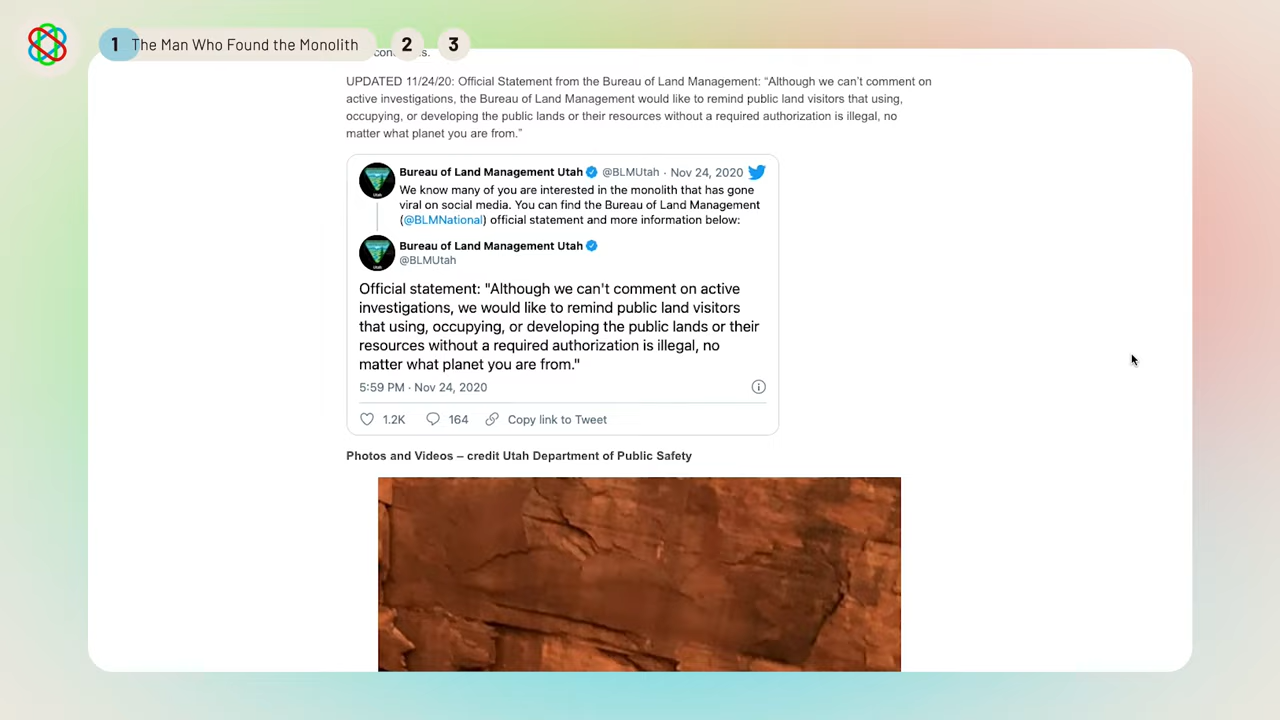 1 The Man Who Found the Monolith 2 3
UPDATED 11/24/20: Official Statement from the Bureau of Land Management: “Although we can’t comment on
active investigations, the Bureau of Land Management would like to remind public land visitors that using,
occupying, or developing the public lands or their resources without a required authorization is illegal, no
matter what planet you are from.”
Bureau of Land Management Utah @BLMUtah · Nov 24, 2020
We know many of you are interested in the monolith that has gone
viral on social media. You can find the Bureau of Land Management
(@BLMNational) official statement and more information below:
Utah
Bureau of Land Management Utah
@BLMUtah
Utah
Official statement: "Although we can't comment on active
investigations, we would like to remind public land visitors
that using, occupying, or developing the public lands or their
resources without a required authorization is illegal, no
matter what planet you are from."
5:59 PM · Nov 24, 2020
1.2K 164 Copy link to Tweet
Photos and Videos – credit Utah Department of Public Safety